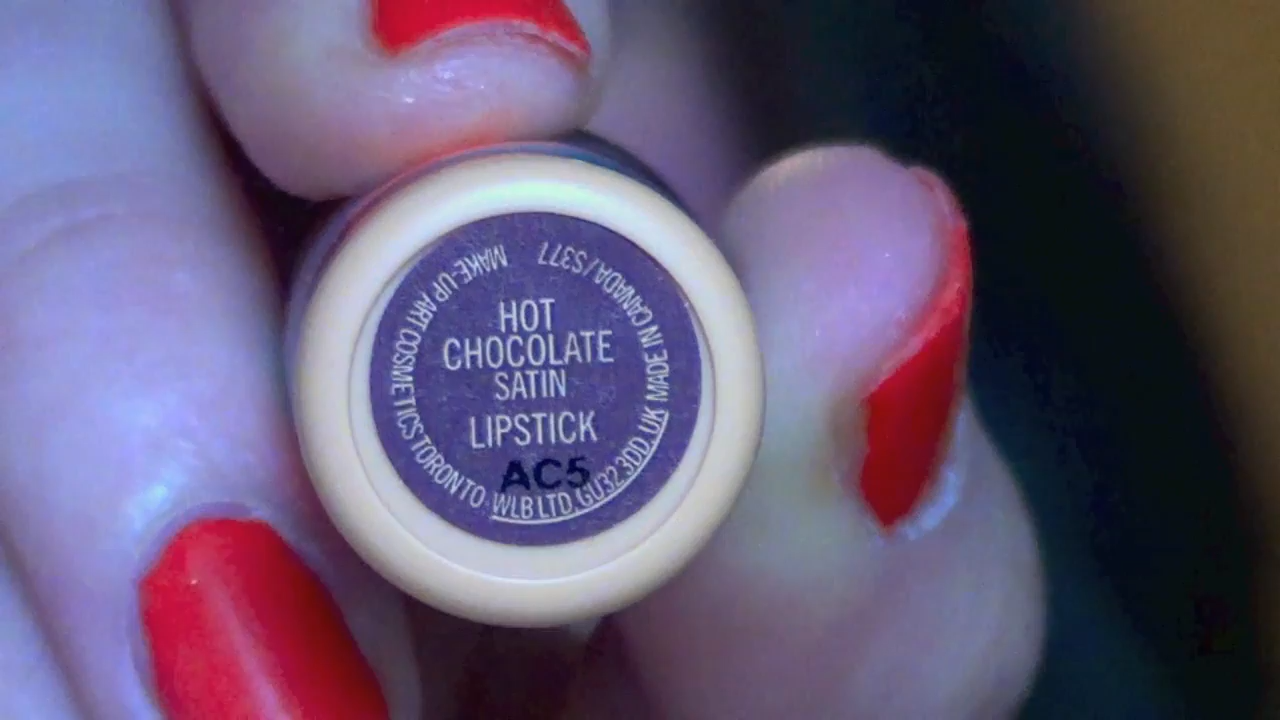 HOT
CHOCOLATE
SATIN
LIPSTICK
AC5
MAKE-UP ART COSMETICS TORONTO WLB LTD. GU32 3DD. UK MADE IN CANADA/S377